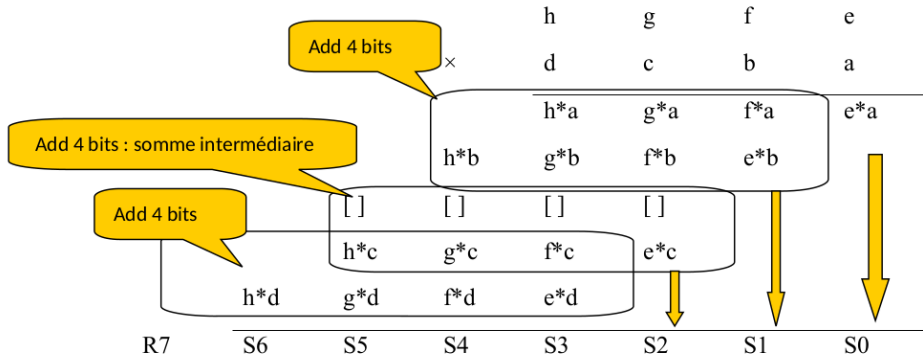 h g f e
Add 4 bits
× d c b a
h*a g*a f*a e*a
Add 4 bits : somme intermédiaire
h*b g*b f*b e*b
[ ] [ ] [ ] [ ]
Add 4 bits
h*c g*c f*c e*c
h*d g*d f*d e*d
R7 S6 S5 S4 S3 S2 S1 S0